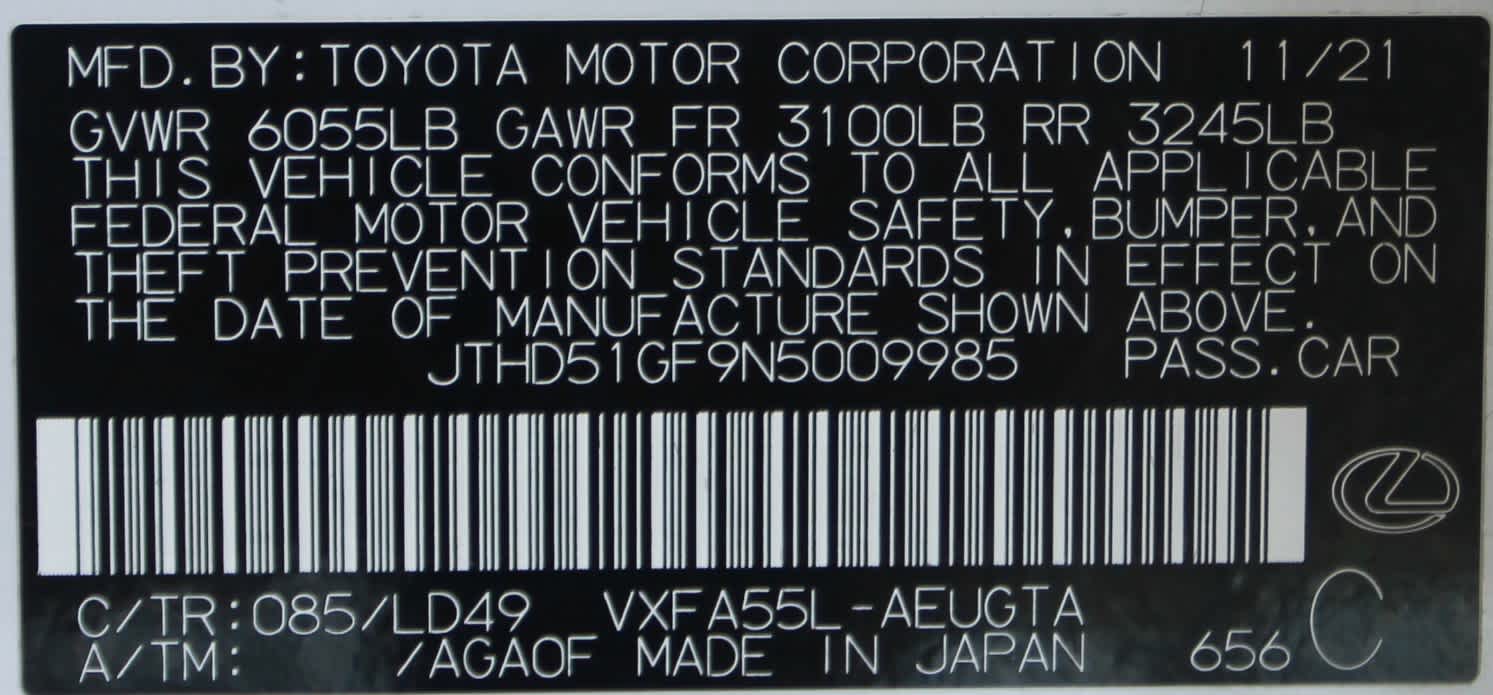 MFD.BY:TOYOTA MOTOR CORPORATION 11/21
GVWR 6055LB GAWR FR 3100LB RR 3245LB
THIS VEHICLE CONFORMS TO ALL APPLICABLE
FEDERAL MOTOR VEHICLE SAFETY,BUMPER,AND
THEFT PREVENTION STANDARDS IN EFFECT ON
THE DATE OF MANUFACTURE SHOWN ABOVE.
JTHD51GF9N5009985 PASS.CAR
C/TR:085/LD49 VXFA55L-AEUGTA
A/TM: /AGA0F MADE IN JAPAN 656 C